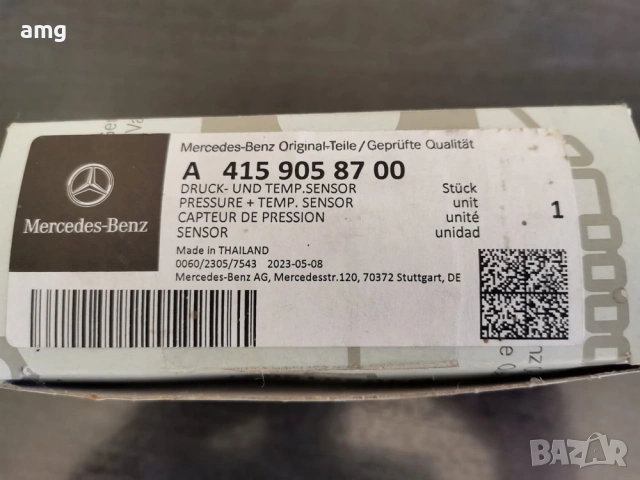 amg
Mercedes-Benz Original-Teile/Geprüfte Qualität
A 415 905 87 00
DRUCK- UND TEMP.SENSOR Stück
PRESSURE + TEMP. SENSOR unit
CAPTEUR DE PRESSION unité
SENSOR unidad
1
Made in THAILAND
0060/2305/7543 2023-05-08
Mercedes-Benz AG, Mercedesstr.120, 70372 Stuttgart, DE
Mercedes-Benz
BAZAR